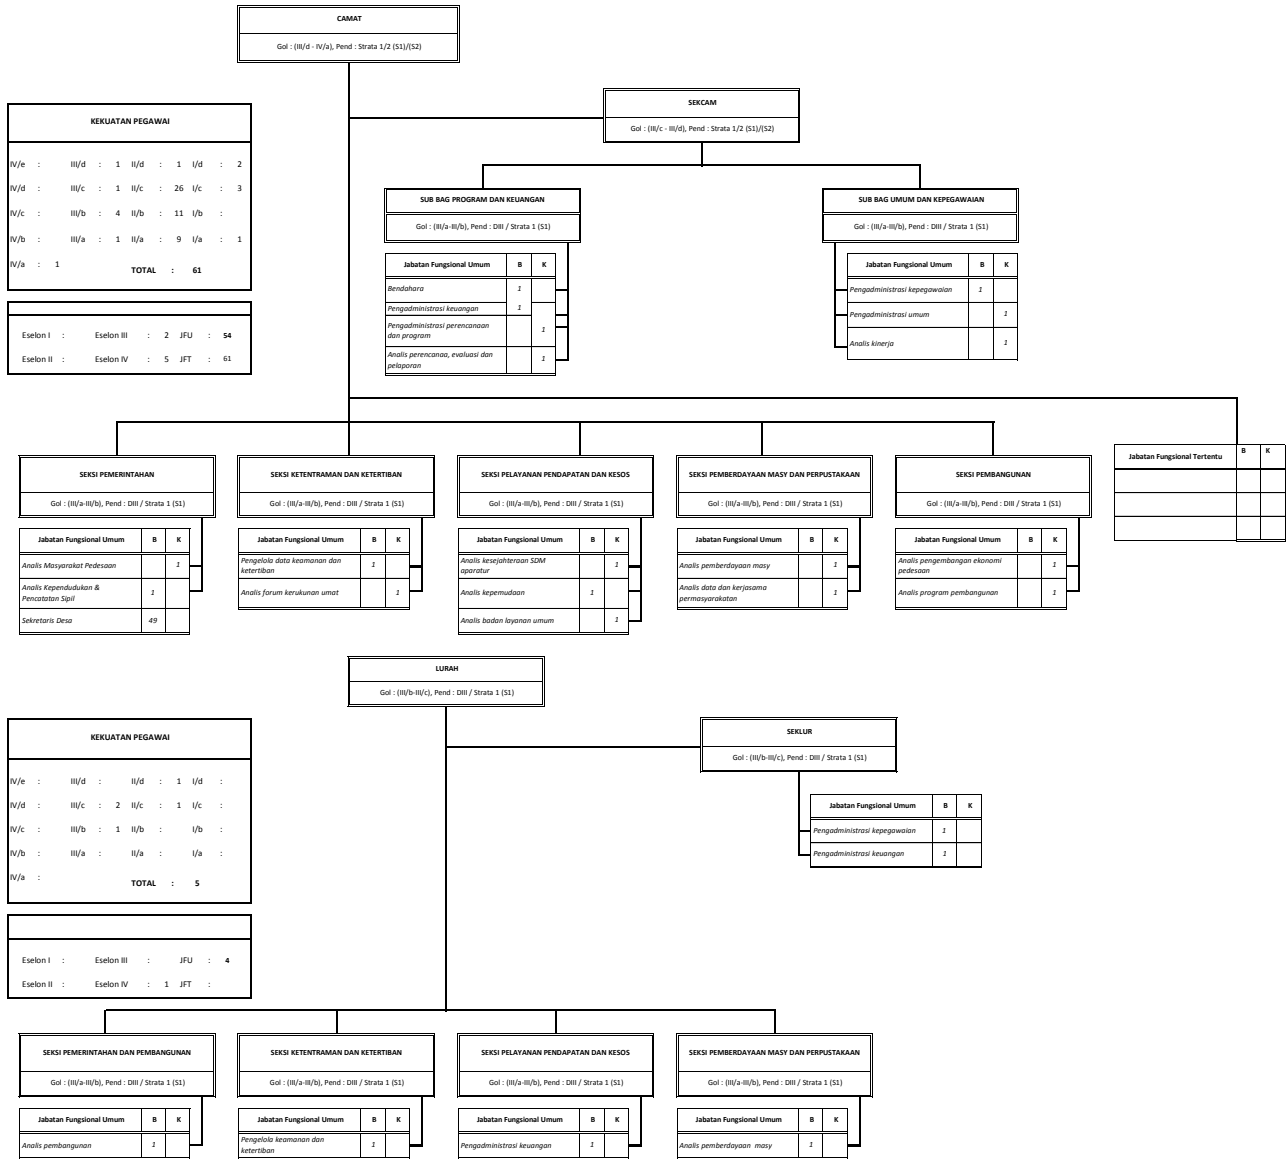 CAMAT
Gol : (III/d - IV/a), Pend : Strata 1/2 (S1)/(S2)
SEKCAM
Gol : (III/c - III/d), Pend : Strata 1/2 (S1)/(S2)
KEKUATAN PEGAWAI
IV/e : III/d : 1 II/d : 1 I/d : 2
IV/d : III/c : 1 II/c : 26 I/c : 3
IV/c : III/b : 4 II/b : 11 I/b :
IV/b : III/a : 1 II/a : 9 I/a : 1
IV/a : 1 TOTAL : 61
Eselon I : Eselon III : 2 JFU : 54
Eselon II : Eselon IV : 5 JFT : 61
SUB BAG PROGRAM DAN KEUANGAN
Gol : (III/a-III/b), Pend : DIII / Strata 1 (S1)
Jabatan Fungsional Umum B K
Bendahara 1
Pengadministrasi keuangan 1
Pengadministrasi perencanaan
dan program 1
Analis perencanaa, evaluasi dan
pelaporan 1
SUB BAG UMUM DAN KEPEGAWAIAN
Gol : (III/a-III/b), Pend : DIII / Strata 1 (S1)
Jabatan Fungsional Umum B K
Pengadministrasi kepegawaian 1
Pengadministrasi umum 1
Analis kinerja 1
SEKSI PEMERINTAHAN
Gol : (III/a-III/b), Pend : DIII / Strata 1 (S1)
Jabatan Fungsional Umum B K
Analis Masyarakat Pedesaan 1
Analis Kependudukan &
Pencatatan Sipil 1
Sekretaris Desa 49
SEKSI KETENTRAMAN DAN KETERTIBAN
Gol : (III/a-III/b), Pend : DIII / Strata 1 (S1)
Jabatan Fungsional Umum B K
Pengelola data keamanan dan
ketertiban 1
Analis forum kerukunan umat 1
SEKSI PELAYANAN PENDAPATAN DAN KESOS
Gol : (III/a-III/b), Pend : DIII / Strata 1 (S1)
Jabatan Fungsional Umum B K
Analis kesejahteraan SDM
aparatur 1
Analis kepemudaan 1
Analis badan layanan umum 1
SEKSI PEMBERDAYAAN MASY DAN PERPUSTAKAAN
Gol : (III/a-III/b), Pend : DIII / Strata 1 (S1)
Jabatan Fungsional Umum B K
Analis pemberdayaan masy 1
Analis data dan kerjasama
permasyarakatan 1
SEKSI PEMBANGUNAN
Gol : (III/a-III/b), Pend : DIII / Strata 1 (S1)
Jabatan Fungsional Umum B K
Analis pengembangan ekonomi
pedesaan 1
Analis program pembangunan 1
Jabatan Fungsional Tertentu B K
LURAH
Gol : (III/b-III/c), Pend : DIII / Strata 1 (S1)
SEKLUR
Gol : (III/b-III/c), Pend : DIII / Strata 1 (S1)
Jabatan Fungsional Umum B K
Pengadministrasi kepegawaian 1
Pengadministrasi keuangan 1
KEKUATAN PEGAWAI
IV/e : III/d : II/d : 1 I/d :
IV/d : III/c : 2 II/c : 1 I/c :
IV/c : III/b : 1 II/b : I/b :
IV/b : III/a : II/a : I/a :
IV/a : TOTAL : 5
Eselon I : Eselon III : JFU : 4
Eselon II : Eselon IV : 1 JFT :
SEKSI PEMERINTAHAN DAN PEMBANGUNAN
Gol : (III/a-III/b), Pend : DIII / Strata 1 (S1)
Jabatan Fungsional Umum B K
Analis pembangunan 1
SEKSI KETENTRAMAN DAN KETERTIBAN
Gol : (III/a-III/b), Pend : DIII / Strata 1 (S1)
Jabatan Fungsional Umum B K
Pengelola keamanan dan
ketertiban 1
SEKSI PELAYANAN PENDAPATAN DAN KESOS
Gol : (III/a-III/b), Pend : DIII / Strata 1 (S1)
Jabatan Fungsional Umum B K
Pengadministrasi keuangan 1
SEKSI PEMBERDAYAAN MASY DAN PERPUSTAKAAN
Gol : (III/a-III/b), Pend : DIII / Strata 1 (S1)
Jabatan Fungsional Umum B K
Analis pemberdayaan masy 1